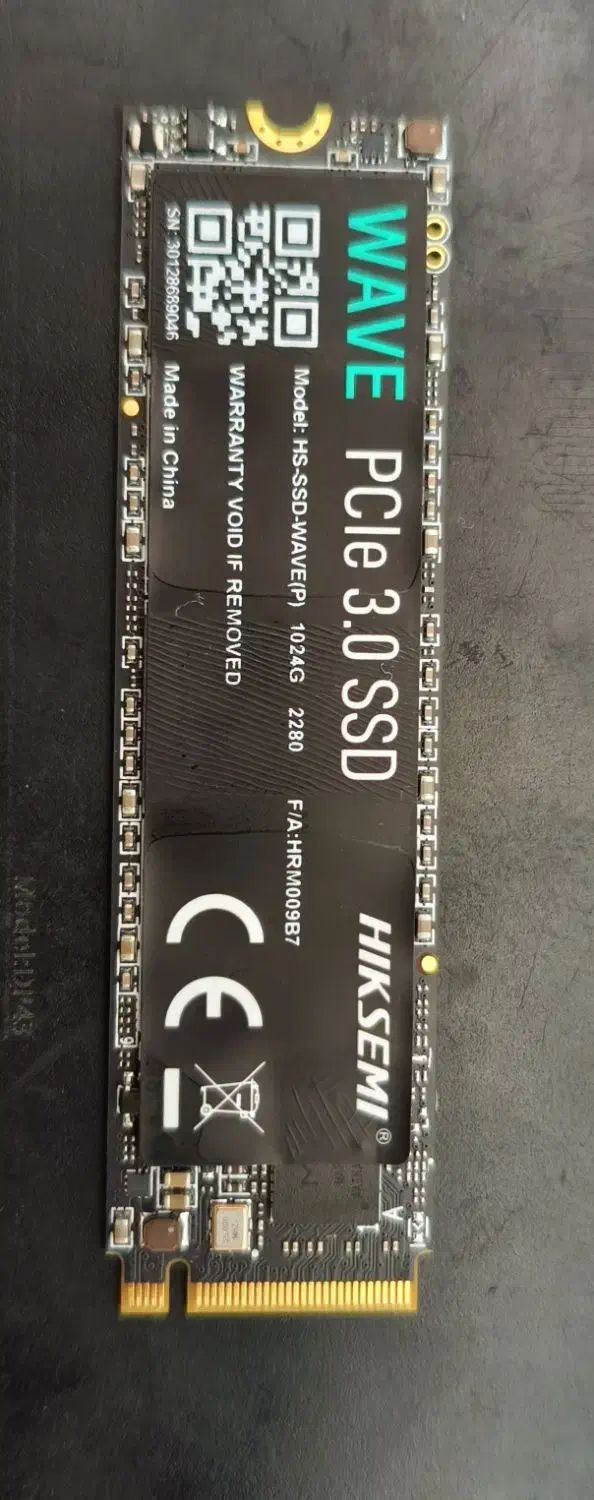 WAVE PCIe 3.0 SSD
HIKSEMI®
Model: HS-SSD-WAVE(P) 1024G 2280 F/A:HRM009B7
WARRANTY VOID IF REMOVED
SN: 30128689046
Made in China
CE